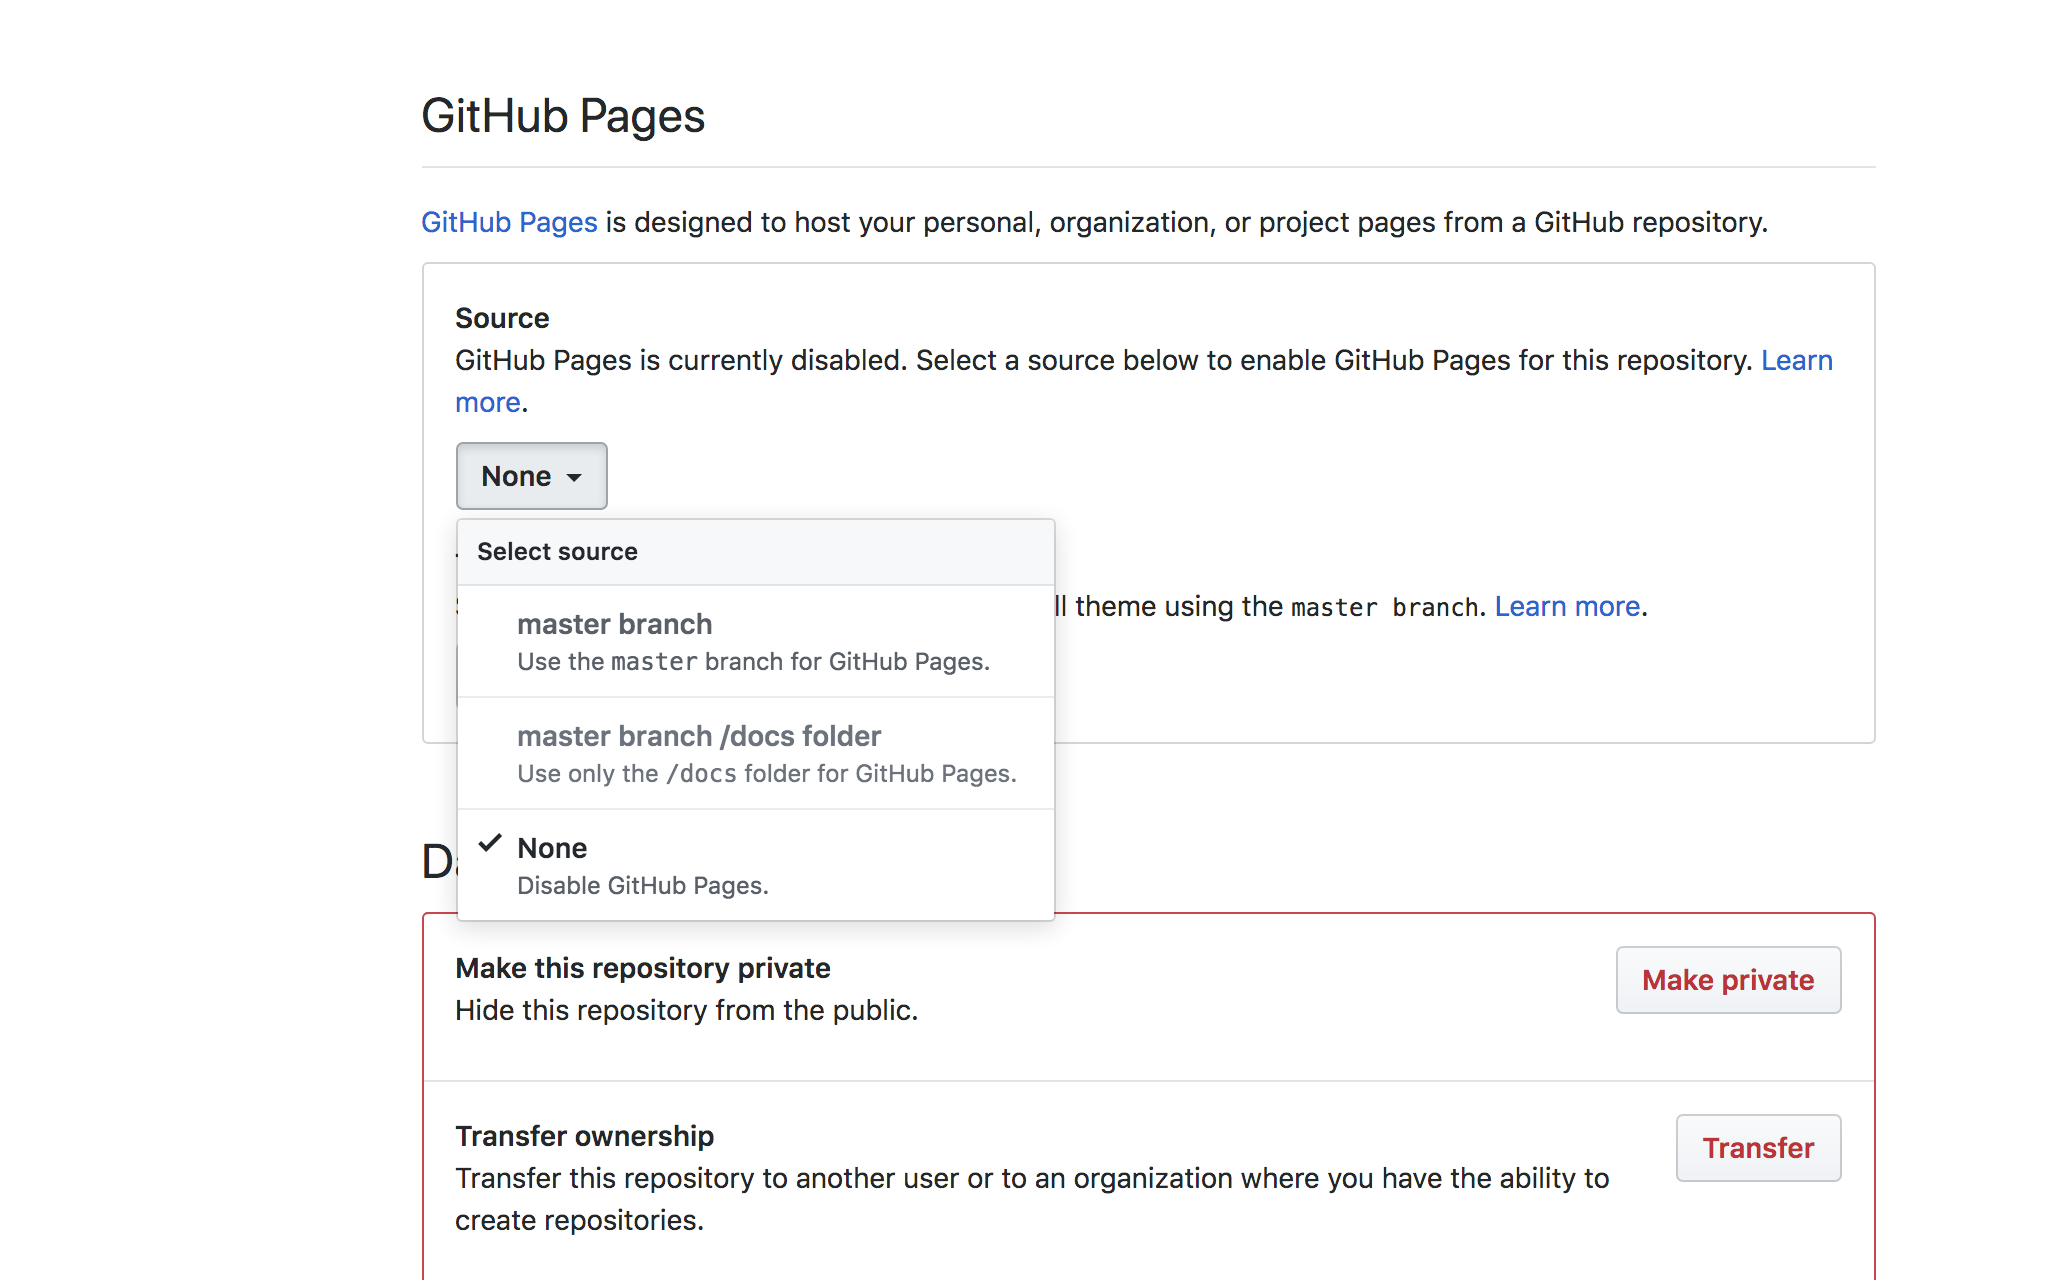 GitHub Pages
GitHub Pages is designed to host your personal, organization, or project pages from a GitHub repository.
Source
GitHub Pages is currently disabled. Select a source below to enable GitHub Pages for this repository. Learn
more.
None
Select source
theme using the master branch. Learn more.
master branch
Use the master branch for GitHub Pages.
master branch /docs folder
Use only the /docs folder for GitHub Pages.
None
Disable GitHub Pages.
Make this repository private
Hide this repository from the public.
Make private
Transfer ownership
Transfer this repository to another user or to an organization where you have the ability to
create repositories.
Transfer